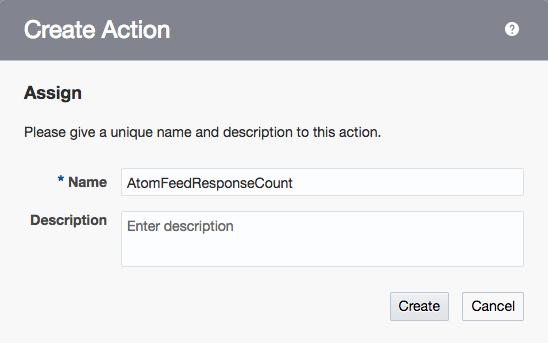 Create Action
?
Assign
Please give a unique name and description to this action.
* Name AtomFeedResponseCount
Description Enter description
Create Cancel